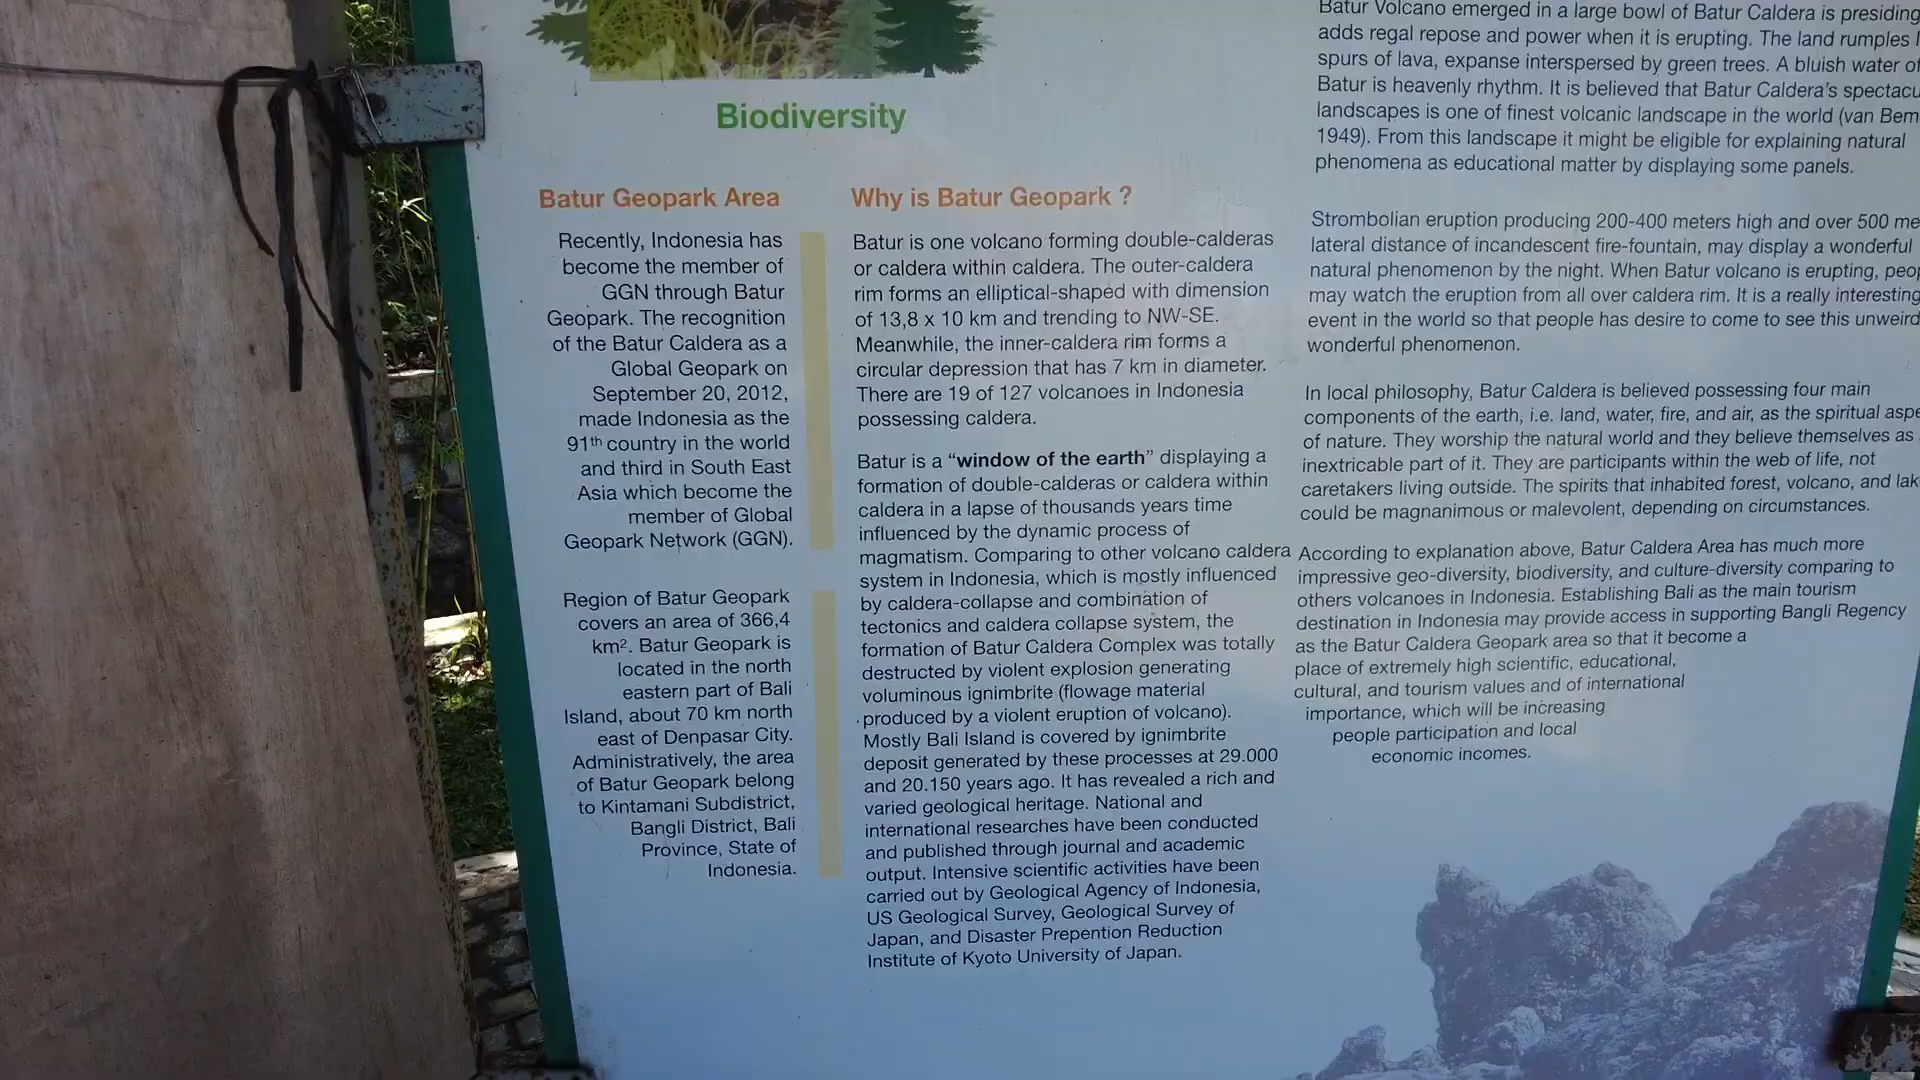 Biodiversity
Batur Geopark Area
Recently, Indonesia has
become the member of
GGN through Batur
Geopark. The recognition
of the Batur Caldera as a
Global Geopark on
September 20, 2012,
made Indonesia as the
91th country in the world
and third in South East
Asia which become the
member of Global
Geopark Network (GGN).
Region of Batur Geopark
covers an area of 366,4
km². Batur Geopark is
located in the north
eastern part of Bali
Island, about 70 km north
east of Denpasar City.
Administratively, the area
of Batur Geopark belong
to Kintamani Subdistrict,
Bangli District, Bali
Province, State of
Indonesia.
Why is Batur Geopark ?
Batur is one volcano forming double-calderas
or caldera within caldera. The outer-caldera
rim forms an elliptical-shaped with dimension
of 13,8 x 10 km and trending to NW-SE.
Meanwhile, the inner-caldera rim forms a
circular depression that has 7 km in diameter.
There are 19 of 127 volcanoes in Indonesia
possessing caldera.
Batur is a “window of the earth” displaying a
formation of double-calderas or caldera within
caldera in a lapse of thousands years time
influenced by the dynamic process of
magmatism. Comparing to other volcano caldera
system in Indonesia, which is mostly influenced
by caldera-collapse and combination of
tectonics and caldera collapse system, the
formation of Batur Caldera Complex was totally
destructed by violent explosion generating
voluminous ignimbrite (flowage material
produced by a violent eruption of volcano).
Mostly Bali Island is covered by ignimbrite
deposit generated by these processes at 29.000
and 20.150 years ago. It has revealed a rich and
varied geological heritage. National and
international researches have been conducted
and published through journal and academic
output. Intensive scientific activities have been
carried out by Geological Agency of Indonesia,
US Geological Survey, Geological Survey of
Japan, and Disaster Prepention Reduction
Institute of Kyoto University of Japan.
Batur Volcano emerged in a large bowl of Batur Caldera is presiding
adds regal repose and power when it is erupting. The land rumples
spurs of lava, expanse interspersed by green trees. A bluish water of
Batur is heavenly rhythm. It is believed that Batur Caldera's
landscapes is one of finest volcanic landscape in the world (van
1949). From this landscape it might be eligible for explaining natural
phenomena as educational matter by displaying some panels.
Strombolian eruption producing 200-400 meters high and over 500
lateral distance of incandescent fire-fountain, may display a wonderful
natural phenomenon by the night. When Batur volcano is erupting,
may watch the eruption from all over caldera rim. It is a really interesting
event in the world so that people has desire to come to see this unweird
wonderful phenomenon.
In local philosophy, Batur Caldera is believed possessing four main
components of the earth, i.e. land, water, fire, and air, as the spiritual
of nature. They worship the natural world and they believe themselves as
inextricable part of it. They are participants within the web of life, not
caretakers living outside. The spirits that inhabited forest, volcano, and
could be magnanimous or malevolent, depending on circumstances.
According to explanation above, Batur Caldera Area has much more
impressive geo-diversity, biodiversity, and culture-diversity comparing to
others volcanoes in Indonesia. Establishing Bali as the main tourism
destination in Indonesia may provide access in supporting Bangli Regency
as the Batur Caldera Geopark area so that it become a
place of extremely high scientific, educational,
cultural, and tourism values and of international
importance, which will be increasing
people participation and local
economic incomes.